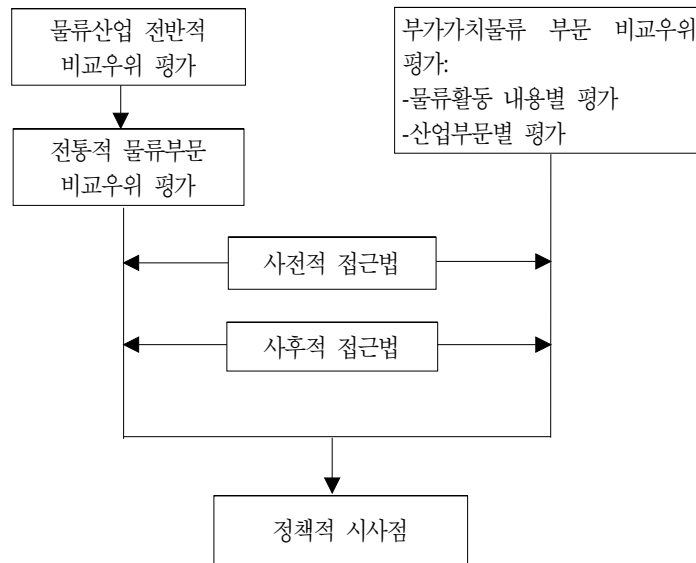 물류산업 전반적
비교우위 평가
부가가치물류 부문 비교우위
평가:
-물류활동 내용별 평가
-산업부문별 평가
전통적 물류부문
비교우위 평가
사전적 접근법
사후적 접근법
정책적 시사점